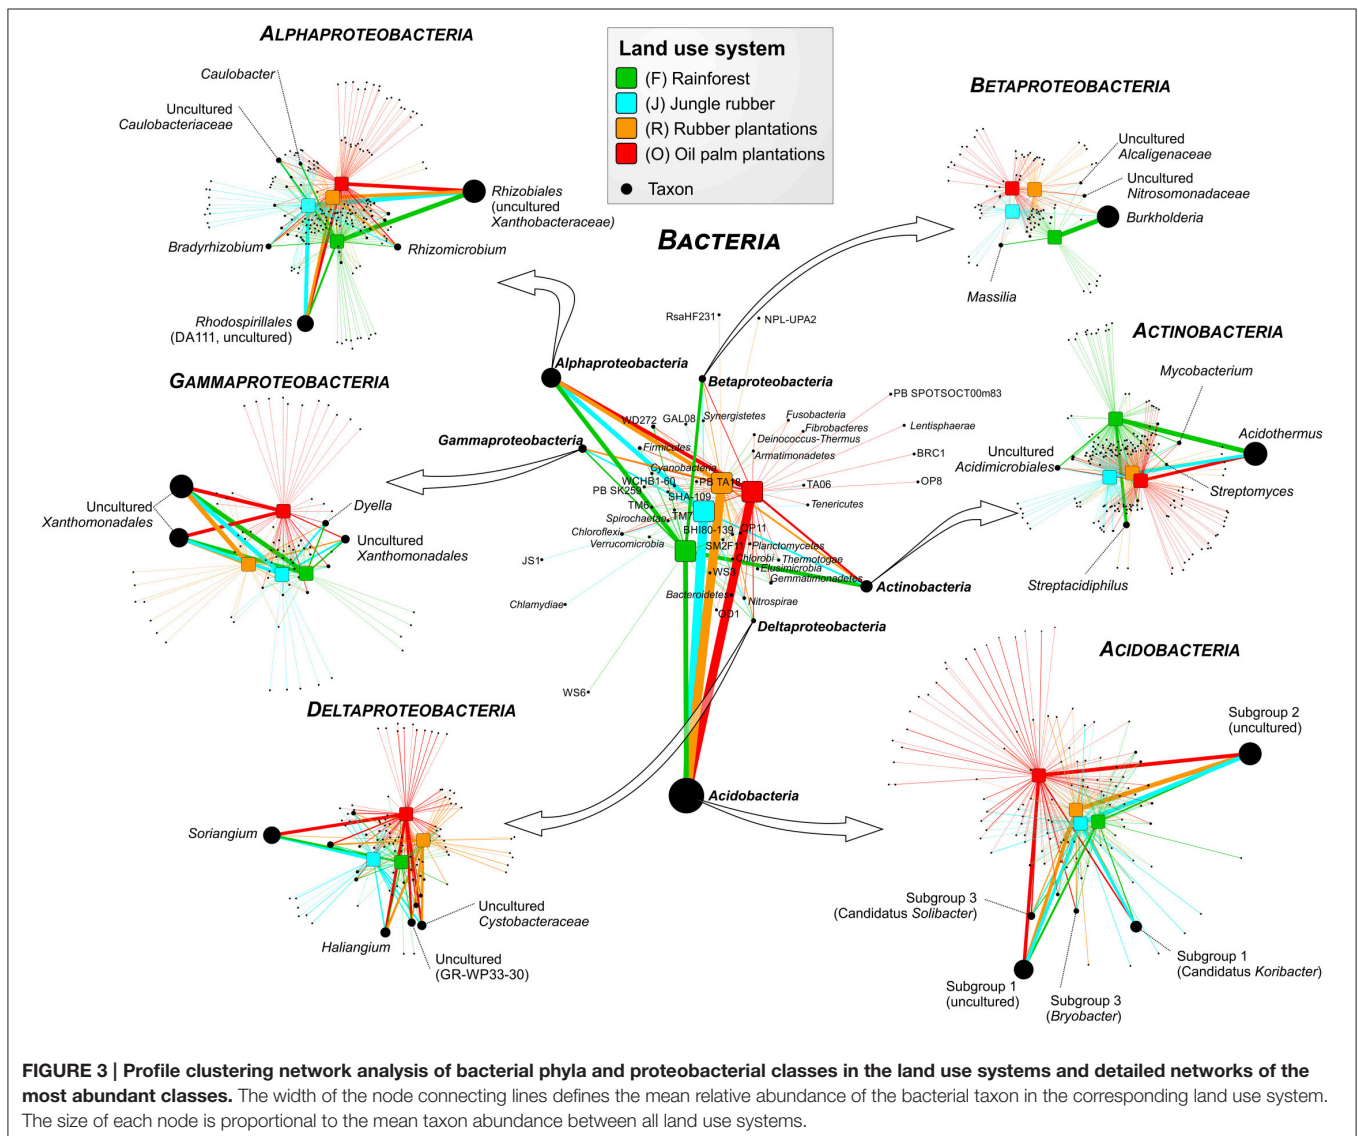 ALPHAPROTEOBACTERIA
Caulobacter
Uncultured
Caulobacteriaceae
Rhizobiales
(uncultured
Xanthobacteraceae)
Bradyrhizobium
Rhizomicrobium
Rhodospirillales
(DA111, uncultured)
Land use system
(F) Rainforest
(J) Jungle rubber
(R) Rubber plantations
(O) Oil palm plantations
Taxon
BETAPROTEOBACTERIA
Uncultured
Alcaligenaceae
Uncultured
Nitrosomonadaceae
Burkholderia
Massilia
BACTERIA
RsaHF231
NPL-UPA2
Alphaproteobacteria
Betaproteobacteria
PB SPOTSOCT00m83
WD272
GAL08
Synergistetes
Fusobacteria
Fibrobacteres
Lentisphaerae
Gammaproteobacteria
Firmicutes
Deinococcus-Thermus
Armatimonadetes
BRC1
Cyanobacteria
WCHB1-60
PB TA18
PB SK259
SHA-109
TA06
OP8
TM6
TM7
Tenericutes
Spirochaetae
Chloroflexi
BHI80-139
OP11
Verrucomicrobia
SM2F11
Planctomycetes
JS1
Chlorobi
Thermotogae
WS3
Elusimicrobia
Gemmatimonadetes
Actinobacteria
Chlamydiae
Bacteroidetes
Nitrospirae
OD1
Deltaproteobacteria
WS6
Acidobacteria
GAMMAPROTEOBACTERIA
Uncultured
Xanthomonadales
Dyella
Uncultured
Xanthomonadales
ACTINOBACTERIA
Mycobacterium
Acidothermus
Uncultured
Acidimicrobiales
Streptomyces
Streptacidiphilus
DELTAPROTEOBACTERIA
Soriangium
Uncultured
Cystobacteraceae
Haliangium
Uncultured
(GR-WP33-30)
ACIDOBACTERIA
Subgroup 2
(uncultured)
Subgroup 3
(Candidatus Solibacter)
Subgroup 1
(uncultured)
Subgroup 3
(Bryobacter)
Subgroup 1
(Candidatus Koribacter)
FIGURE 3 | Profile clustering network analysis of bacterial phyla and proteobacterial classes in the land use systems and detailed networks of the
most abundant classes. The width of the node connecting lines defines the mean relative abundance of the bacterial taxon in the corresponding land use system.
The size of each node is proportional to the mean taxon abundance between all land use systems.